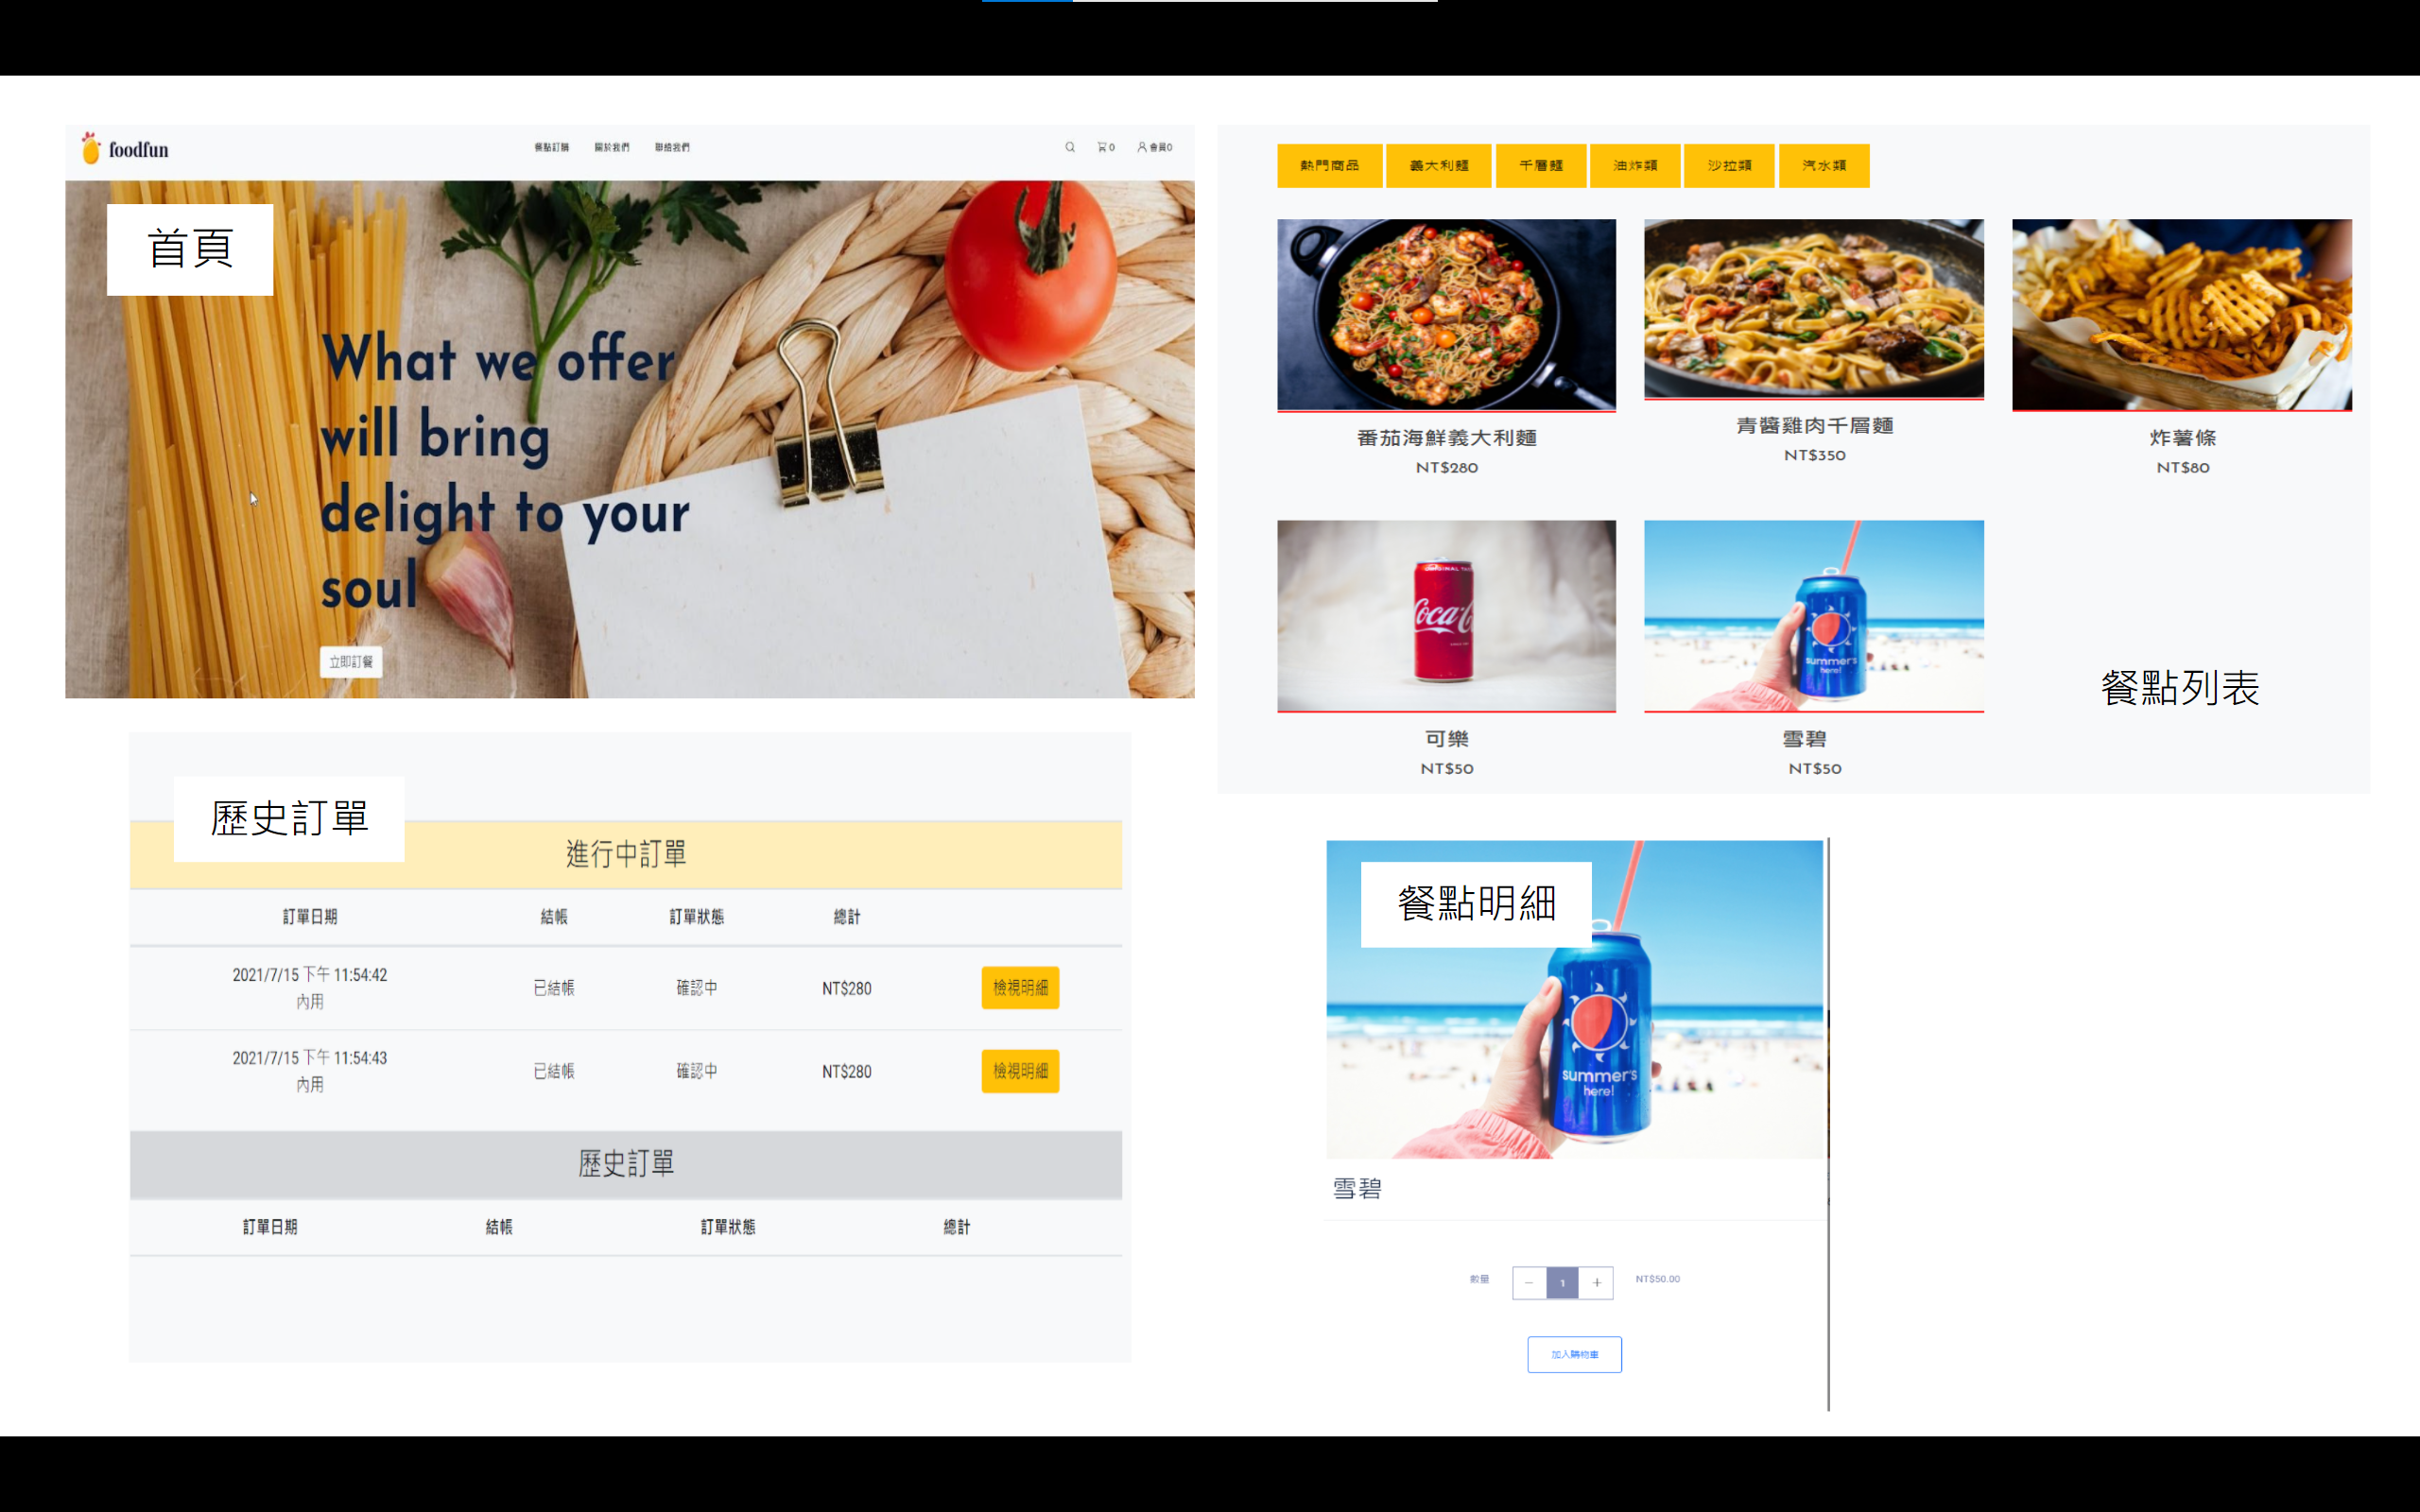 foodfun
餐點訂購 關於我們 聯絡我們
0 會員0
首頁
What we offer
will bring
delight to your
soul
立即訂餐
熱門商品 義大利麵 千層麵 油炸類 沙拉類 汽水類
番茄海鮮義大利麵
NT$280
青醬雞肉千層麵
NT$350
炸薯條
NT$80
ORIGINAL TA
Coca-C
可樂
NT$50
summer's
here!
雪碧
NT$50
餐點列表
歷史訂單
進行中訂單
訂單日期 結帳 訂單狀態 總計
2021/7/15 下午 11:54:42
內用
已結帳 確認中 NT$280 檢視明細
2021/7/15 下午 11:54:43
內用
已結帳 確認中 NT$280 檢視明細
歷史訂單
訂單日期 結帳 訂單狀態 總計
餐點明細
summer's
here!
雪碧
數量 − 1 + NT$50.00
加入購物車